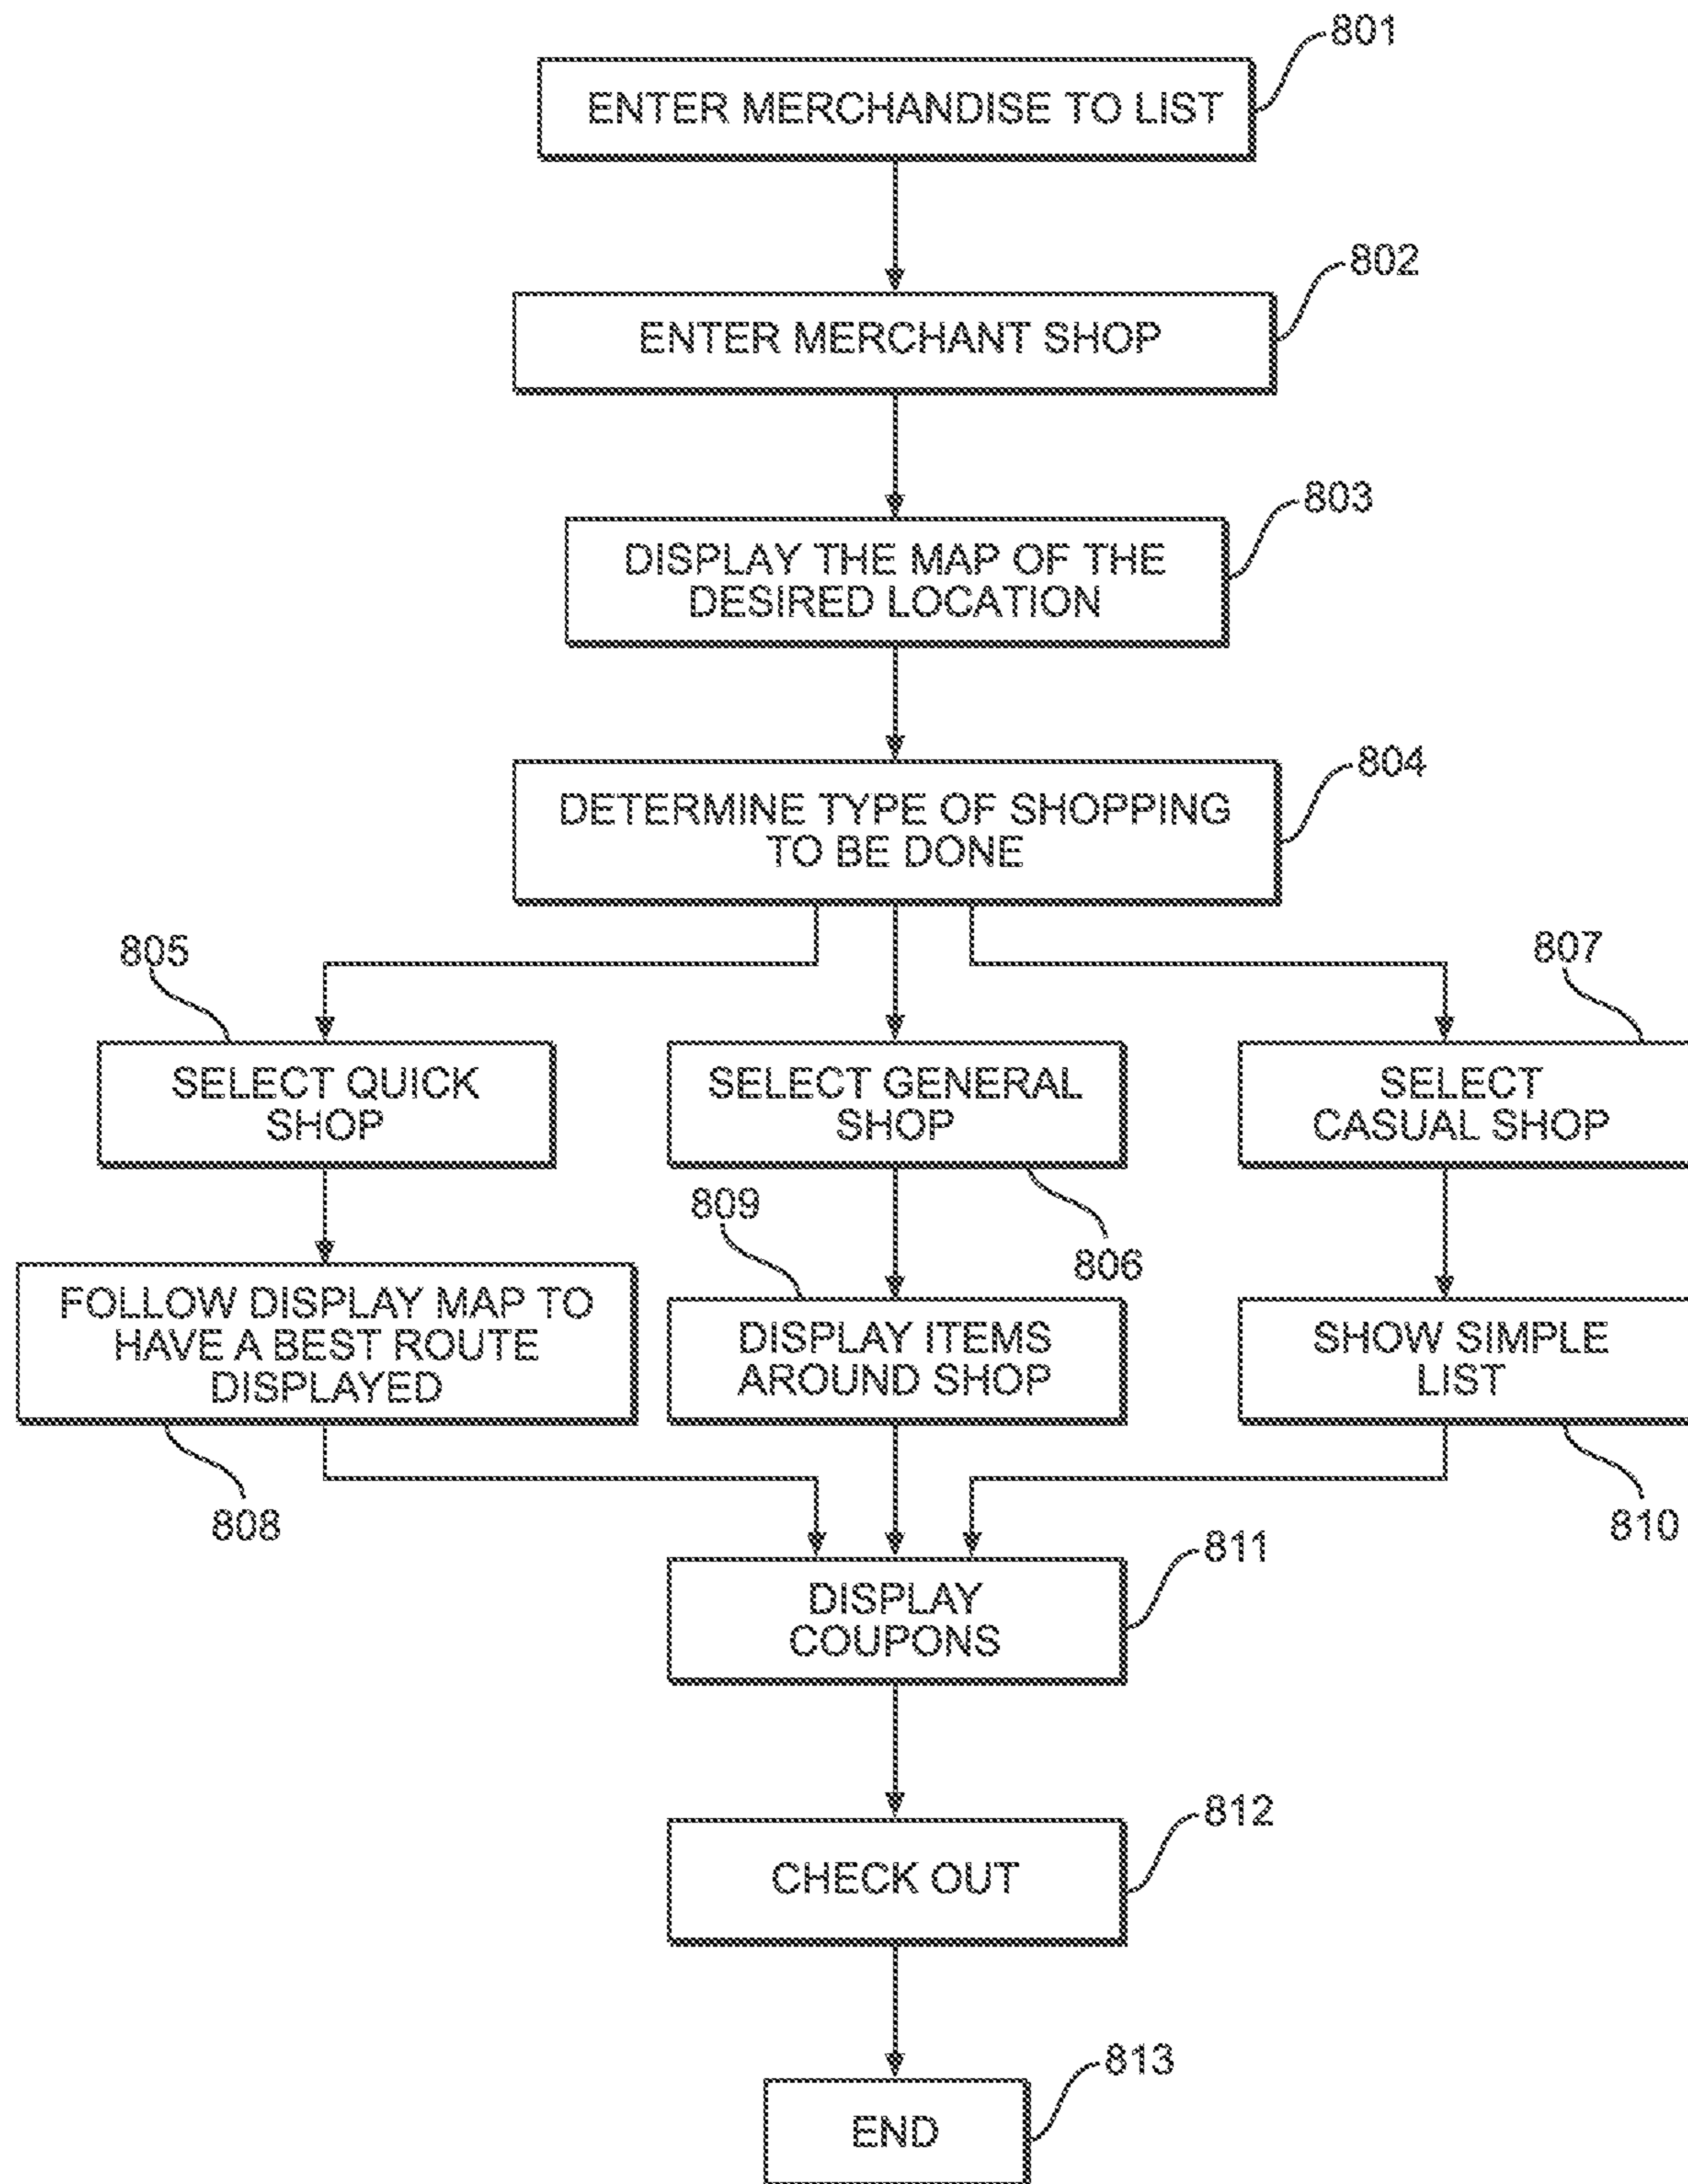 801
ENTER MERCHANDISE TO LIST
802
ENTER MERCHANT SHOP
803
DISPLAY THE MAP OF THE
DESIRED LOCATION
804
DETERMINE TYPE OF SHOPPING
TO BE DONE
805
SELECT QUICK
SHOP
SELECT GENERAL
SHOP
806
807
SELECT
CASUAL SHOP
FOLLOW DISPLAY MAP TO
HAVE A BEST ROUTE
DISPLAYED
808
809
DISPLAY ITEMS
AROUND SHOP
SHOW SIMPLE
LIST
810
811
DISPLAY
COUPONS
812
CHECK OUT
813
END